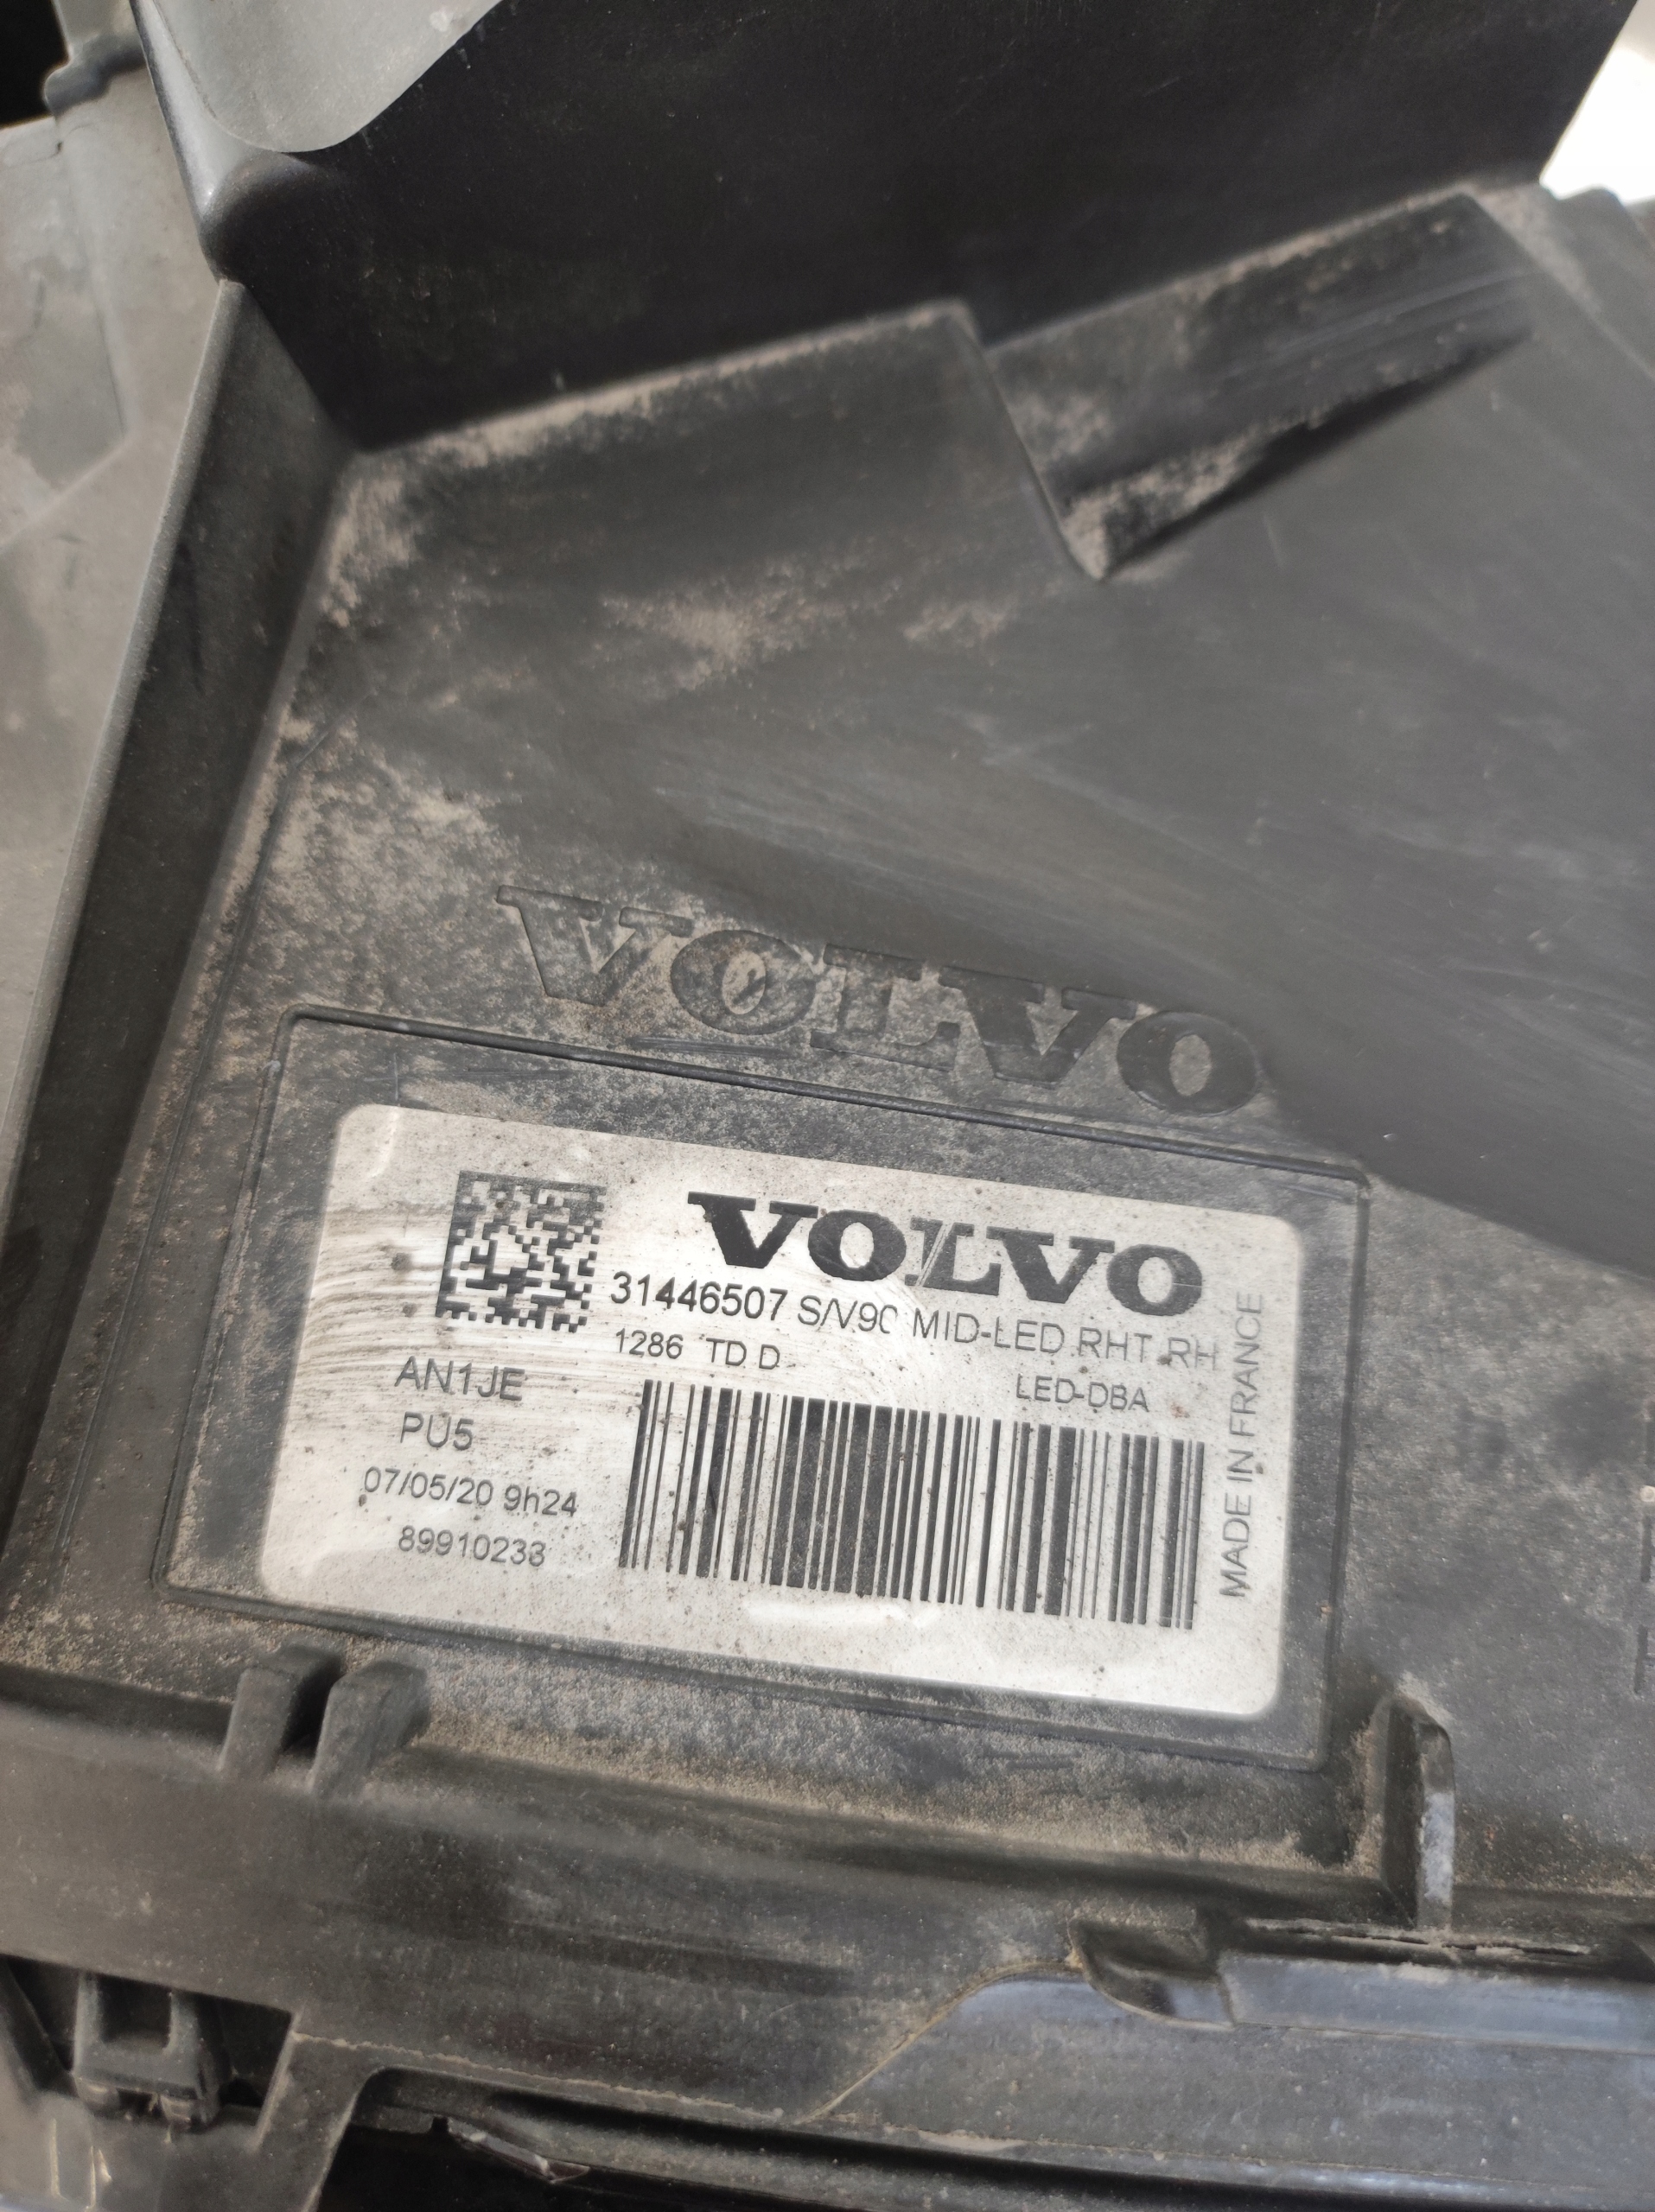 VOLVO
VOLVO
31446507 S/V90 MID-LED RHT RH
1286 TD D
LED-DBA
AN1JE
PU5
07/05/20 9h24
89910233
MADE IN FRANCE